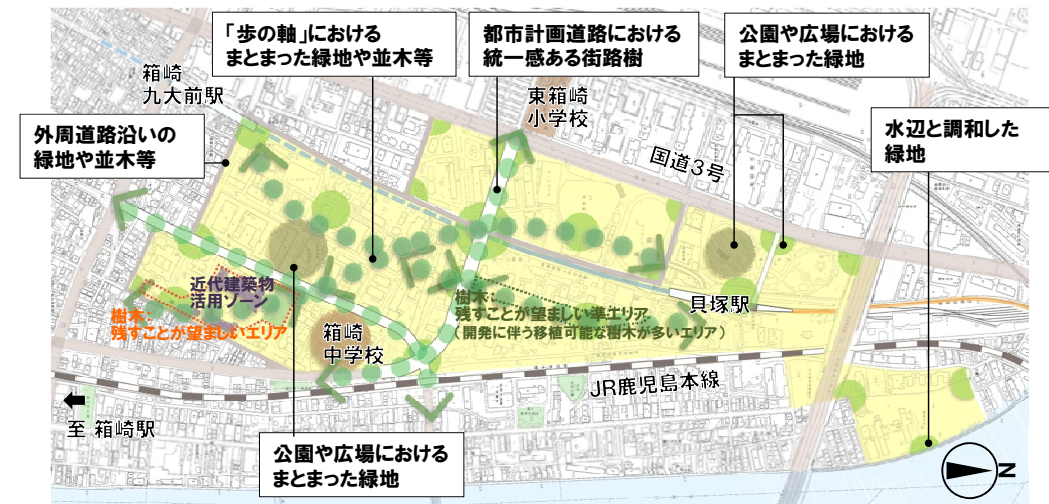 「歩の軸」における
まとまった緑地や並木等
都市計画道路における
統一感ある街路樹
公園や広場における
まとまった緑地
箱崎
九大前駅
東箱崎
小学校
外周道路沿いの
緑地や並木等
水辺と調和した
緑地
国道3号
近代建築物
活用ゾーン
樹木：
残すことが望ましいエリア
樹木：
残すことが望ましい準エリア
（開発に伴う移植可能な樹木が多いエリア）
貝塚駅
箱崎
中学校
JR鹿児島本線
至 箱崎駅
公園や広場における
まとまった緑地
N